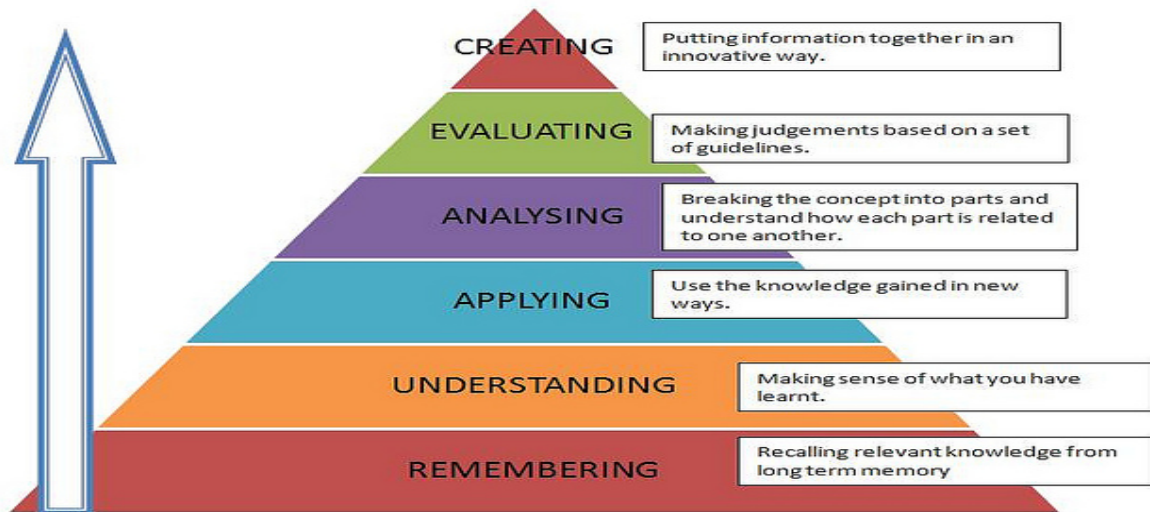 CREATING
Putting information together in an
innovative way.
EVALUATING
Making judgements based on a set
of guidelines.
ANALYSING
Breaking the concept into parts and
understand how each part is related
to one another.
APPLYING
Use the knowledge gained in new
ways.
UNDERSTANDING
Making sense of what you have
learnt.
REMEMBERING
Recalling relevant knowledge from
long term memory